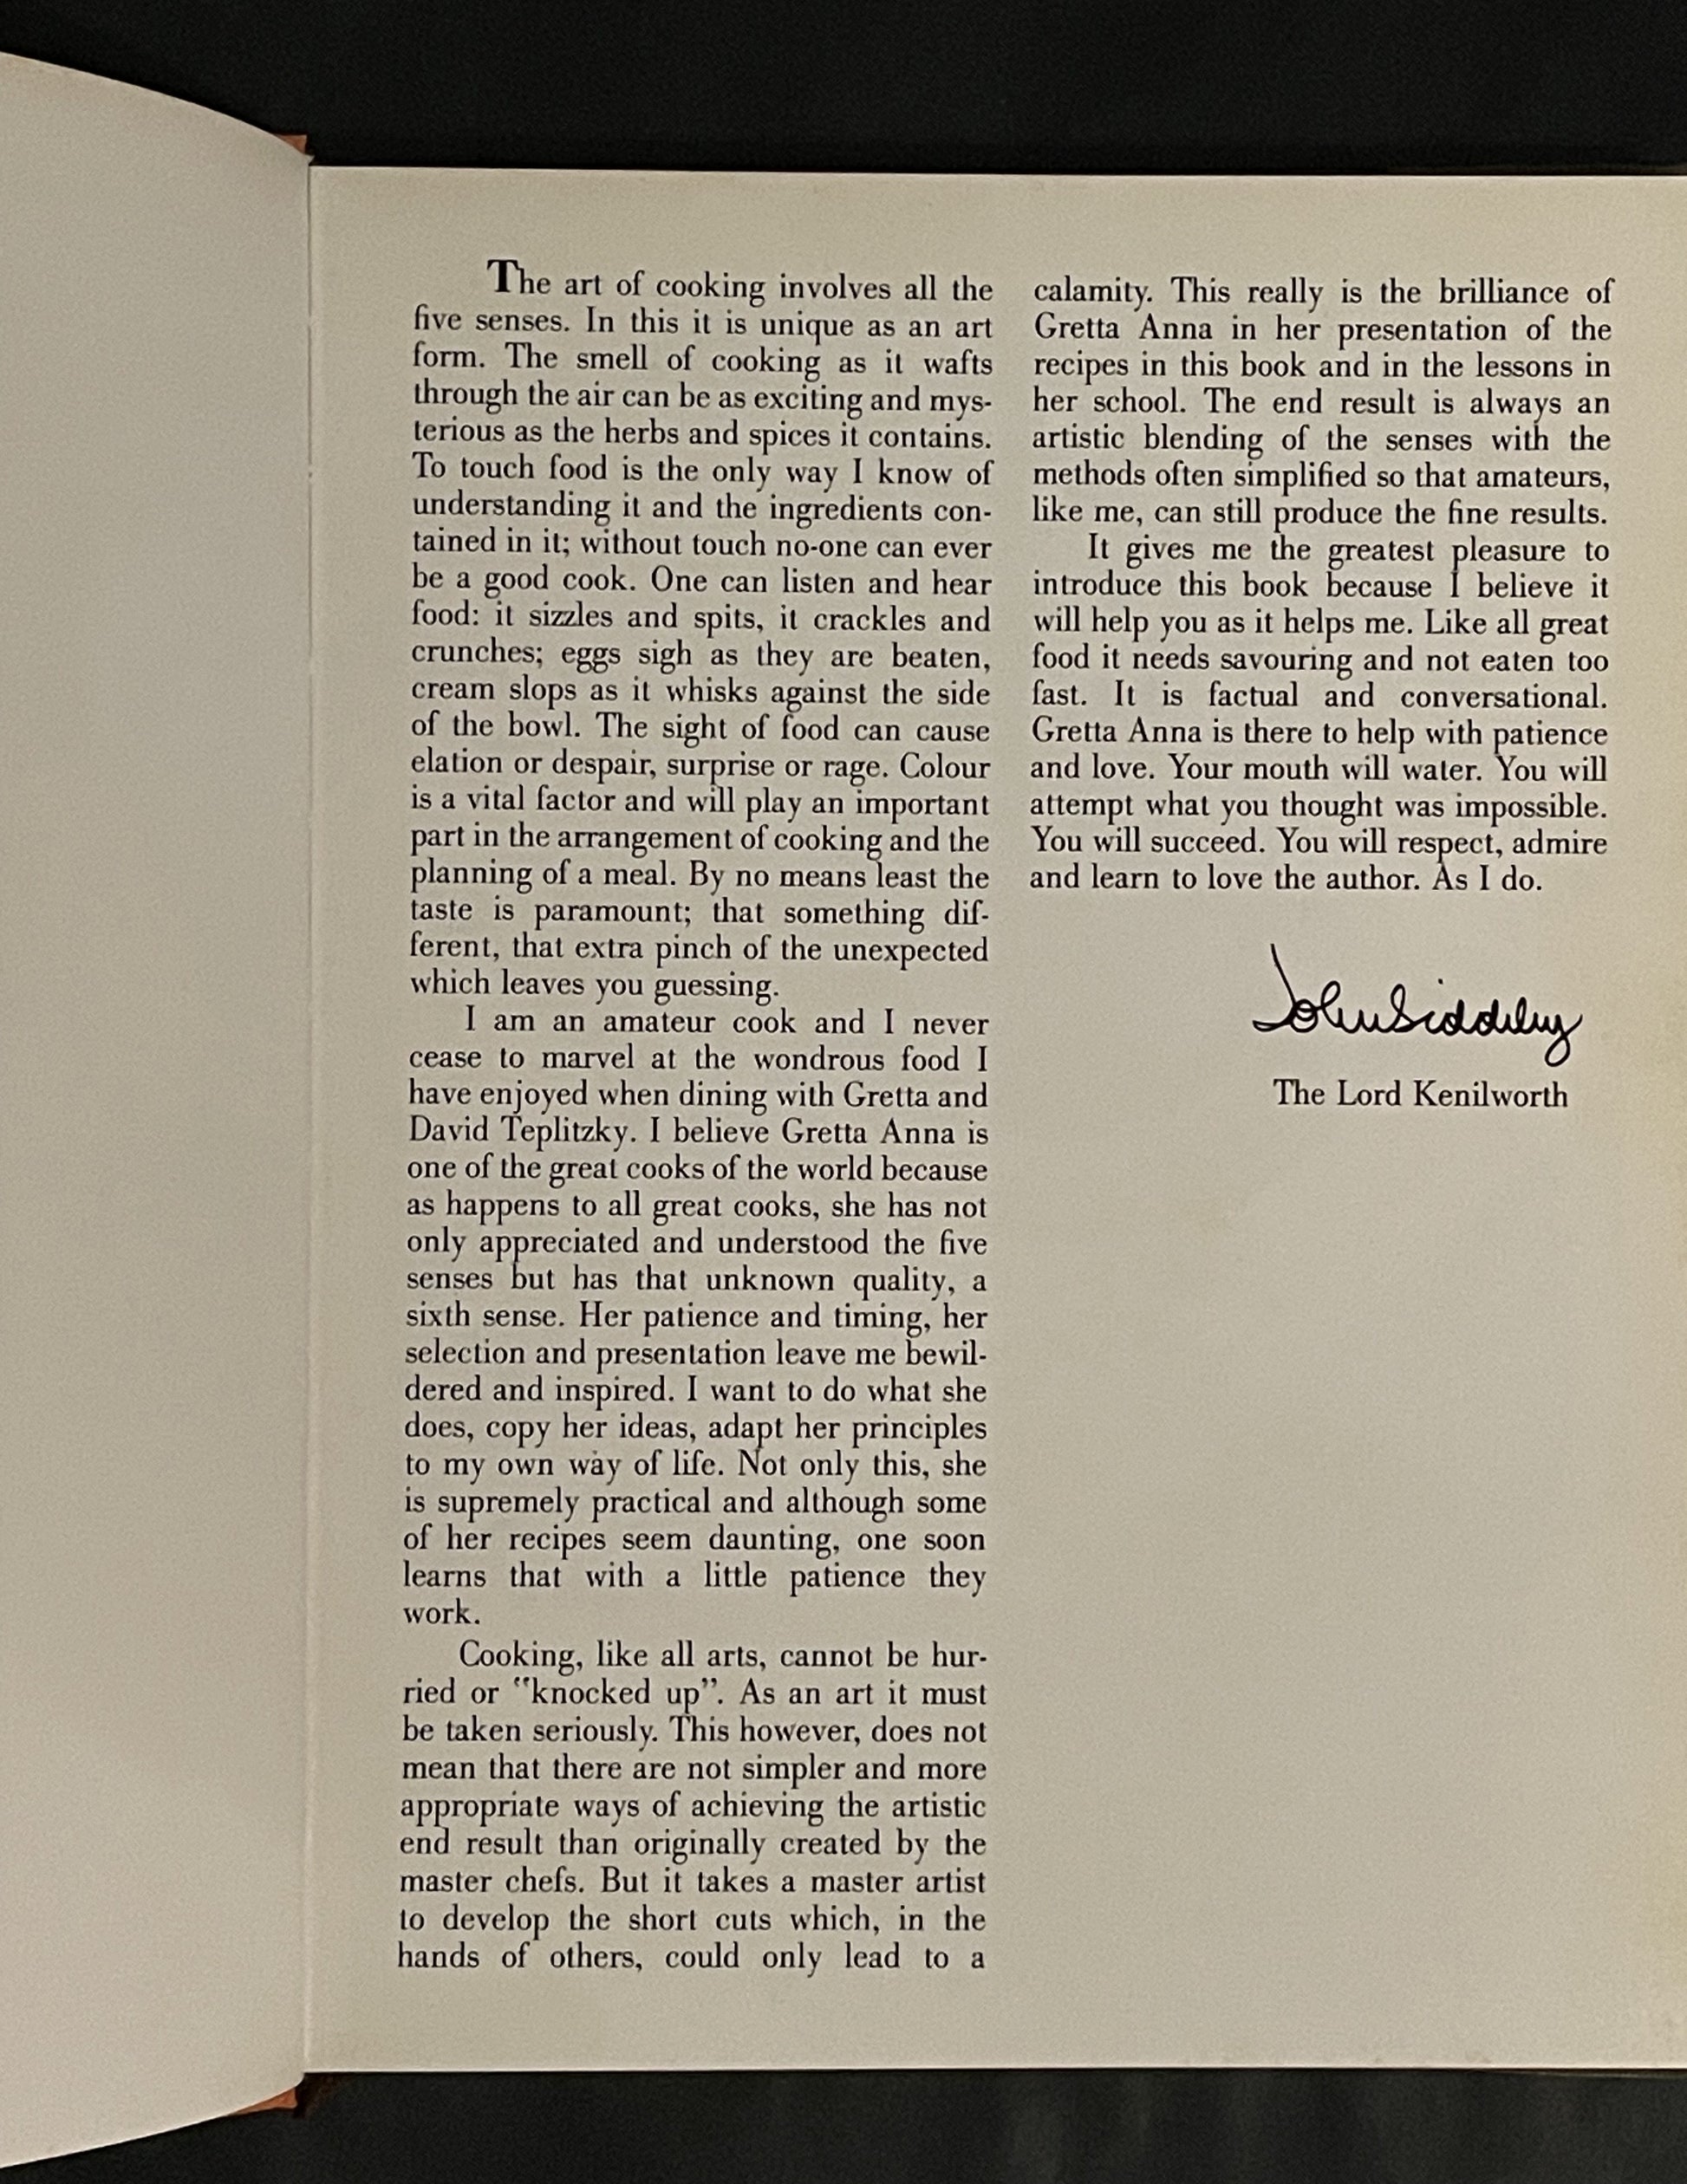 The art of cooking involves all the
five senses. In this it is unique as an art
form. The smell of cooking as it wafts
through the air can be as exciting and mys-
terious as the herbs and spices it contains.
To touch food is the only way I know of
understanding it and the ingredients con-
tained in it; without touch no-one can ever
be a good cook. One can listen and hear
food: it sizzles and spits, it crackles and
crunches; eggs sigh as they are beaten,
cream slops as it whisks against the side
of the bowl. The sight of food can cause
elation or despair, surprise or rage. Colour
is a vital factor and will play an important
part in the arrangement of cooking and the
planning of a meal. By no means least the
taste is paramount; that something dif-
ferent, that extra pinch of the unexpected
which leaves you guessing.
I am an amateur cook and I never
cease to marvel at the wondrous food I
have enjoyed when dining with Gretta and
David Teplitzky. I believe Gretta Anna is
one of the great cooks of the world because
as happens to all great cooks, she has not
only appreciated and understood the five
senses but has that unknown quality, a
sixth sense. Her patience and timing, her
selection and presentation leave me bewil-
dered and inspired. I want to do what she
does, copy her ideas, adapt her principles
to my own way of life. Not only this, she
is supremely practical and although some
of her recipes seem daunting, one soon
learns that with a little patience they
work.
Cooking, like all arts, cannot be hur-
ried or "knocked up". As an art it must
be taken seriously. This however, does not
mean that there are not simpler and more
appropriate ways of achieving the artistic
end result than originally created by the
master chefs. But it takes a master artist
to develop the short cuts which, in the
hands of others, could only lead to a
calamity. This really is the brilliance of
Gretta Anna in her presentation of the
recipes in this book and in the lessons in
her school. The end result is always an
artistic blending of the senses with the
methods often simplified so that amateurs,
like me, can still produce the fine results.
It gives me the greatest pleasure to
introduce this book because I believe it
will help you as it helps me. Like all great
food it needs savouring and not eaten too
fast. It is factual and conversational.
Gretta Anna is there to help with patience
and love. Your mouth will water. You will
attempt what you thought was impossible.
You will succeed. You will respect, admire
and learn to love the author. As I do.
John Siddeley
The Lord Kenilworth